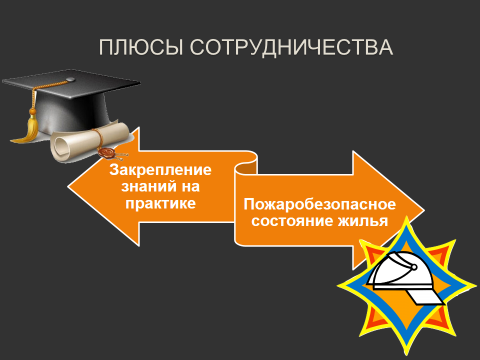 ПЛЮСЫ СОТРУДНИЧЕСТВА
Закрепление
знаний на
практике
Пожаробезопасное
состояние жилья